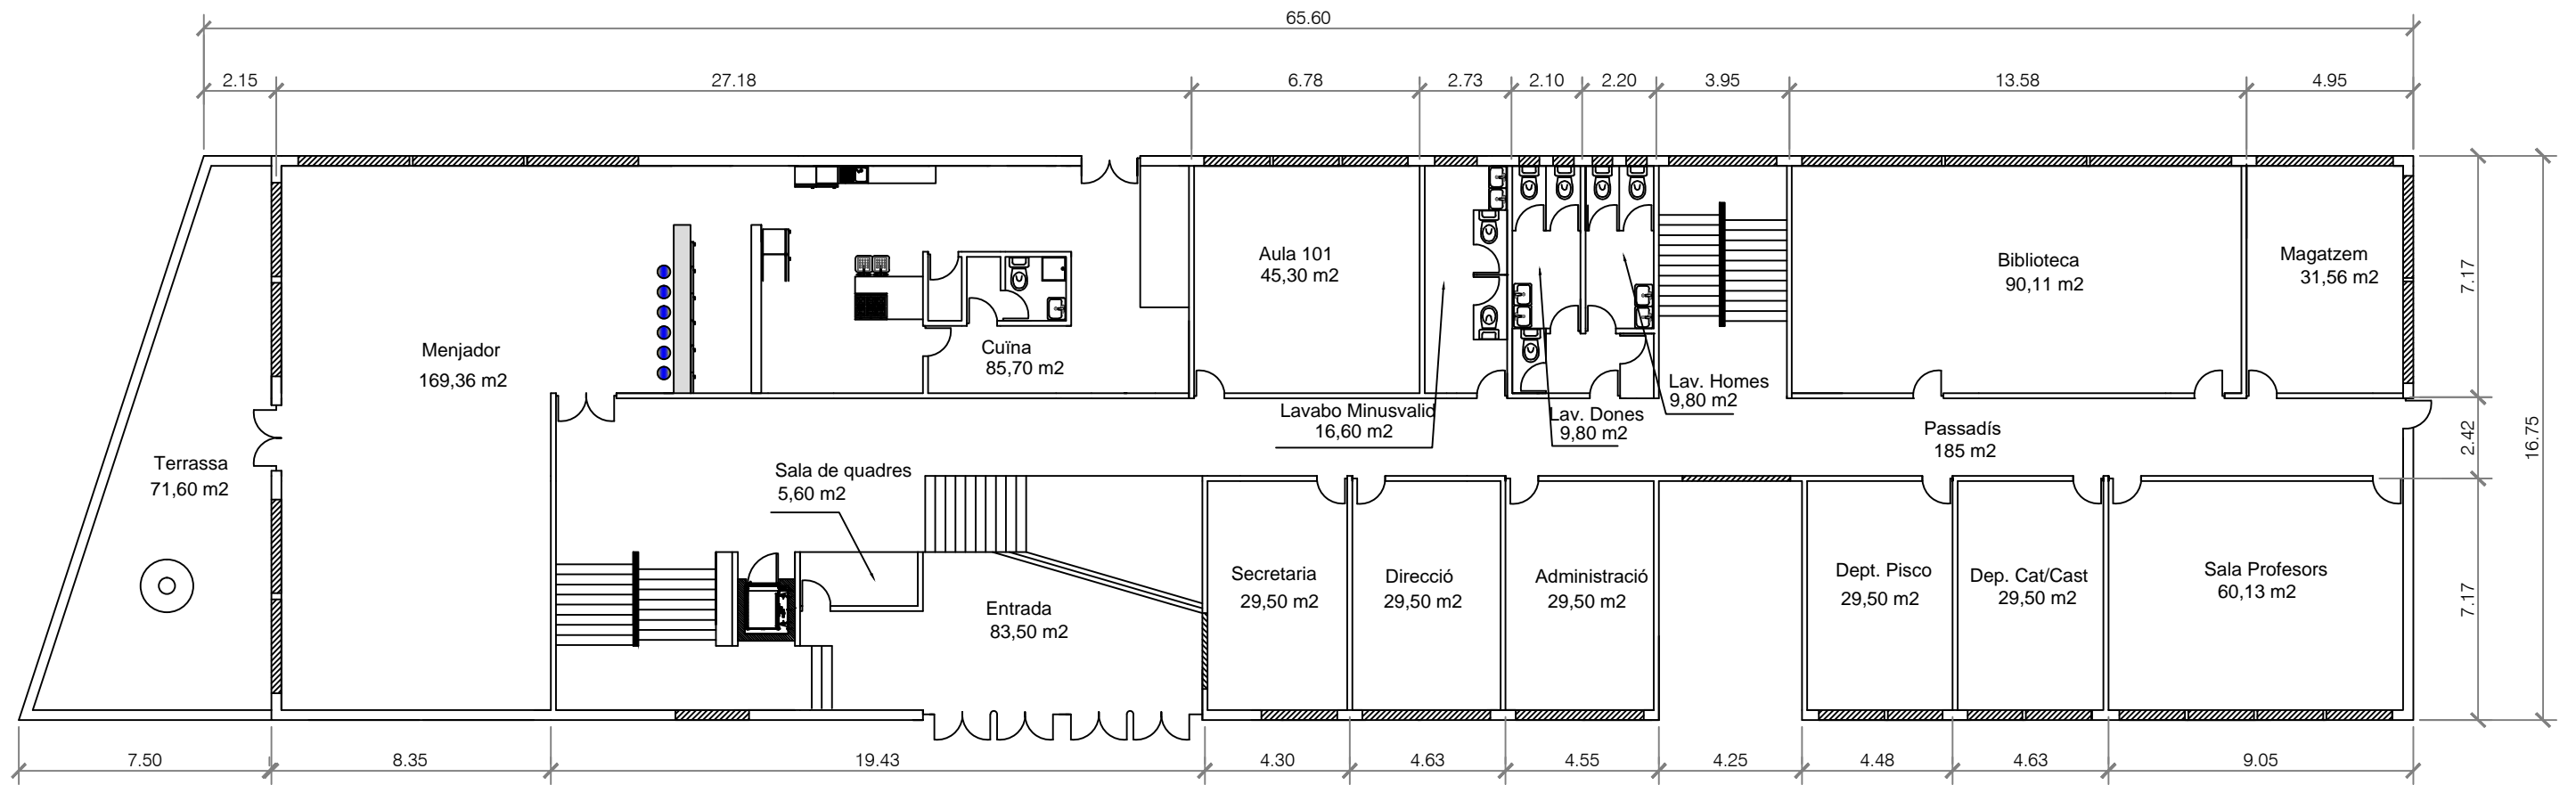 65.60
2.15
27.18
6.78
2.73
2.10
2.20
3.95
13.58
4.95
Menjador
169,36 m2
Cuïna
85,70 m2
Aula 101
45,30 m2
Biblioteca
90,11 m2
Magatzem
31,56 m2
7.17
2.42
7.17
16.75
Lavabo Minusvalid
16,60 m2
Lav. Dones
9,80 m2
Lav. Homes
9,80 m2
Passadís
185 m2
Terrassa
71,60 m2
Sala de quadres
5,60 m2
Entrada
83,50 m2
Secretaria
29,50 m2
Direcció
29,50 m2
Administració
29,50 m2
Dept. Pisco
29,50 m2
Dep. Cat/Cast
29,50 m2
Sala Profesors
60,13 m2
7.50
8.35
19.43
4.30
4.63
4.55
4.25
4.48
4.63
9.05